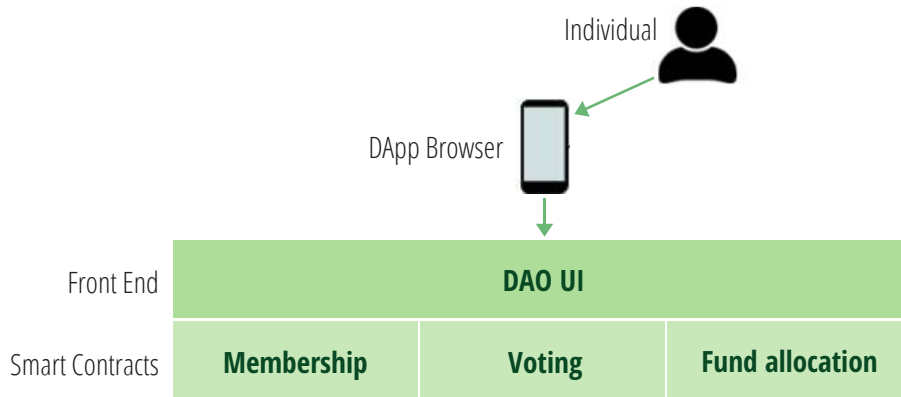 Individual
DApp Browser
Front End
DAO UI
Smart Contracts
Membership
Voting
Fund allocation